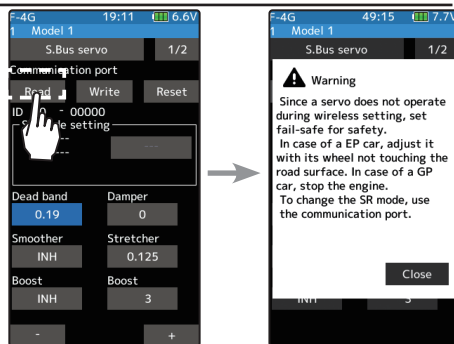 F-4G 19:11 6.6V
1 Model 1
S.Bus servo 1/2
Communication port
Read Write Reset
ID - 00000
setting
---
Dead band Damper
0.19 0
Smoother Stretcher
INH 0.125
Boost Boost
INH 3
- +
F-4G 49:15 7.7V
1 Model 1
S.Bus servo 1/2
Warning
Since a servo does not operate
during wireless setting, set
fail-safe for safety.
In case of a EP car, adjust it
with its wheel not touching the
road surface. In case of a GP
car, stop the engine.
To change the SR mode, use
the communication port.
Close
INH 3